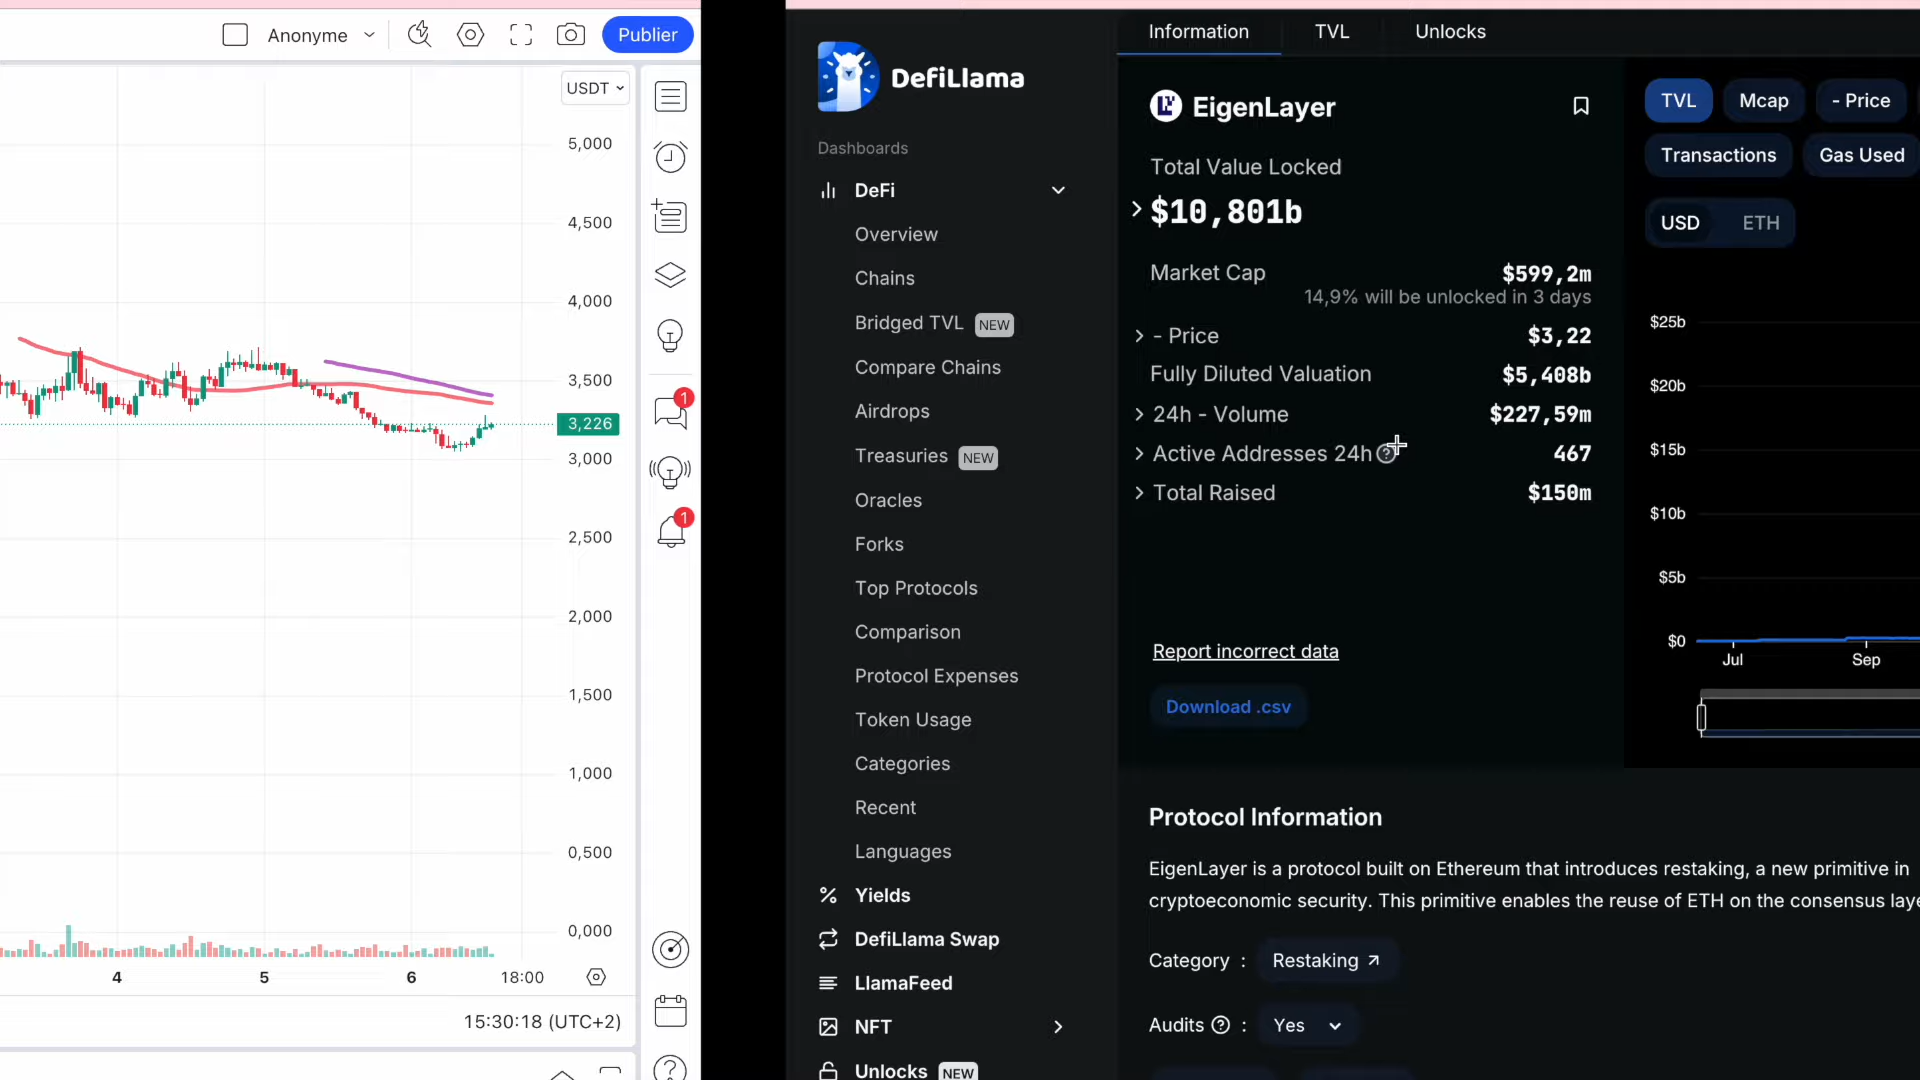 Anonyme
Publier
USDT
5,000
4,500
4,000
3,500
3,226
3,000
2,500
2,000
1,500
1,000
0,500
0,000
4
5
6
18:00
15:30:18 (UTC+2)
1
1
DefiLlama
Dashboards
DeFi
Overview
Chains
Bridged TVL NEW
Compare Chains
Airdrops
Treasuries NEW
Oracles
Forks
Top Protocols
Comparison
Protocol Expenses
Token Usage
Categories
Recent
Languages
Yields
DefiLlama Swap
LlamaFeed
NFT
Unlocks NEW
Information
TVL
Unlocks
EigenLayer
Total Value Locked
$10,801b
Market Cap $599,2m
14,9% will be unlocked in 3 days
- Price $3,22
Fully Diluted Valuation $5,408b
24h - Volume $227,59m
Active Addresses 24h 467
Total Raised $150m
Report incorrect data
Download .csv
TVL
Mcap
- Price
Transactions
Gas Used
USD
ETH
$25b
$20b
$15b
$10b
$5b
$0
Jul
Sep
Protocol Information
EigenLayer is a protocol built on Ethereum that introduces restaking, a new primitive in
cryptoeconomic security. This primitive enables the reuse of ETH on the consensus
Category : Restaking
Audits : Yes